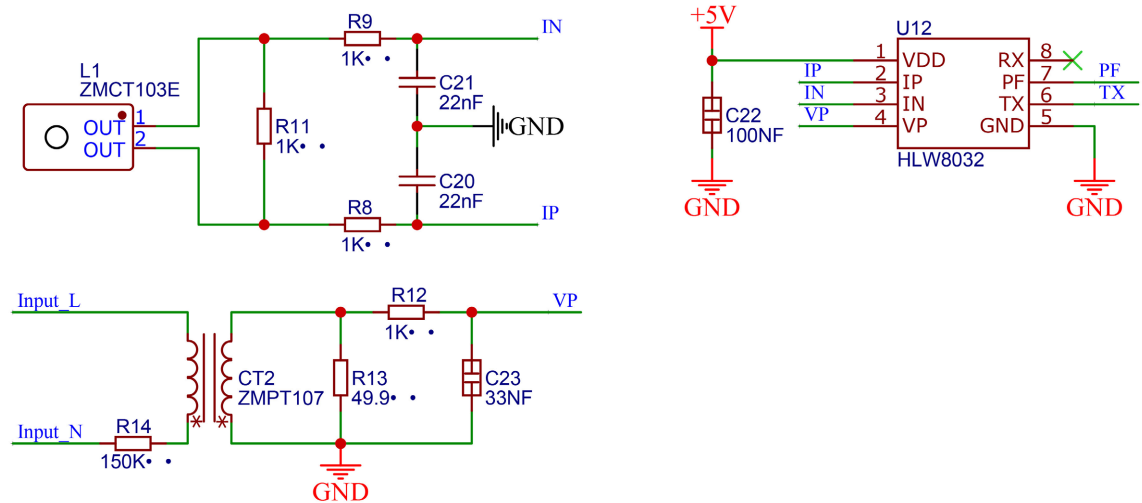 L1
ZMCT103E
OUT 1
OUT 2
R9
1K
IN
C21
22nF
R11
1K
GND
C20
22nF
R8
1K
IP
+5V
C22
100NF
GND
U12
1 VDD RX 8
IP 2 IP PF 7 PF
IN 3 IN TX 6 TX
VP 4 VP GND 5
HLW8032
GND
Input_L
Input_N
R14
150K
CT2
ZMPT107
R12
1K
VP
R13
49.9
C23
33NF
GND